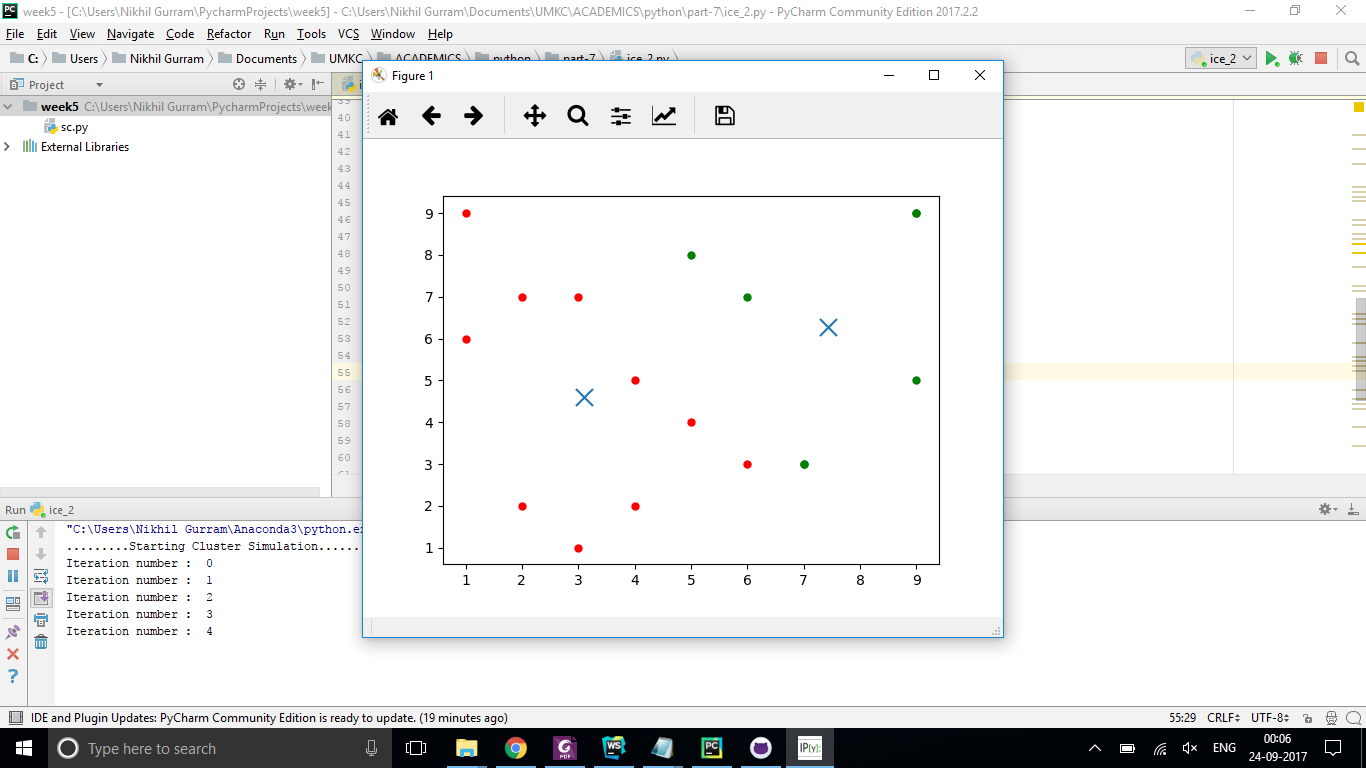 week5 - [C:\Users\Nikhil Gurram\PycharmProjects\week5] - C:\Users\Nikhil Gurram\Documents\UMKC\ACADEMICS\python\part-7\ice_2.py - PyCharm Community Edition 2017.2.2
File Edit View Navigate Code Refactor Run Tools VCS Window Help
C: Users Nikhil Gurram Documents UMKC ACADEMICS python part-7 ice_2.py ice_2
Figure 1
Project
week5 C:\Users\Nikhil Gurram\PycharmProjects\week
sc.py
External Libraries
39
40
41
42
43
44
45
46
47
48
49
50
51
52
53
54
55
56
57
58
59
60
61
9
8
7
6
5
4
3
2
1
1 2 3 4 5 6 7 8 9
Run ice_2
"C:\Users\Nikhil Gurram\Anaconda3\python.ex
.........Starting Cluster Simulation......
Iteration number : 0
Iteration number : 1
Iteration number : 2
Iteration number : 3
Iteration number : 4
IDE and Plugin Updates: PyCharm Community Edition is ready to update. (19 minutes ago) 55:29 CRLF UTF-8
Type here to search
ENG
00:06
24-09-2017
PC
PDF
WS
PC
IP[y]: